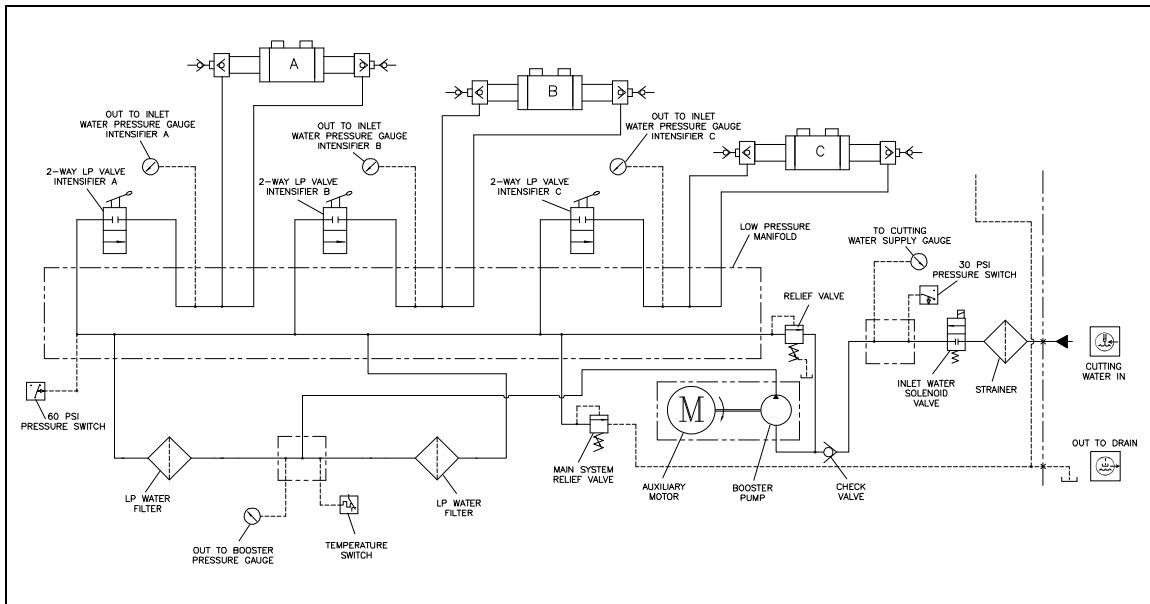 A
B
C
OUT TO INLET
WATER PRESSURE GAUGE
INTENSIFIER A
OUT TO INLET
WATER PRESSURE GAUGE
INTENSIFIER B
OUT TO INLET
WATER PRESSURE GAUGE
INTENSIFIER C
2-WAY LP VALVE
INTENSIFIER A
2-WAY LP VALVE
INTENSIFIER B
2-WAY LP VALVE
INTENSIFIER C
LOW PRESSURE
MANIFOLD
TO CUTTING
WATER SUPPLY GAUGE
30 PSI
PRESSURE SWITCH
RELIEF VALVE
INLET WATER
SOLENOID
VALVE
STRAINER
CUTTING
WATER IN
60 PSI
PRESSURE SWITCH
M
OUT TO DRAIN
LP WATER
FILTER
LP WATER
FILTER
MAIN SYSTEM
RELIEF VALVE
AUXILIARY
MOTOR
BOOSTER
PUMP
CHECK
VALVE
OUT TO BOOSTER
PRESSURE GAUGE
TEMPERATURE
SWITCH